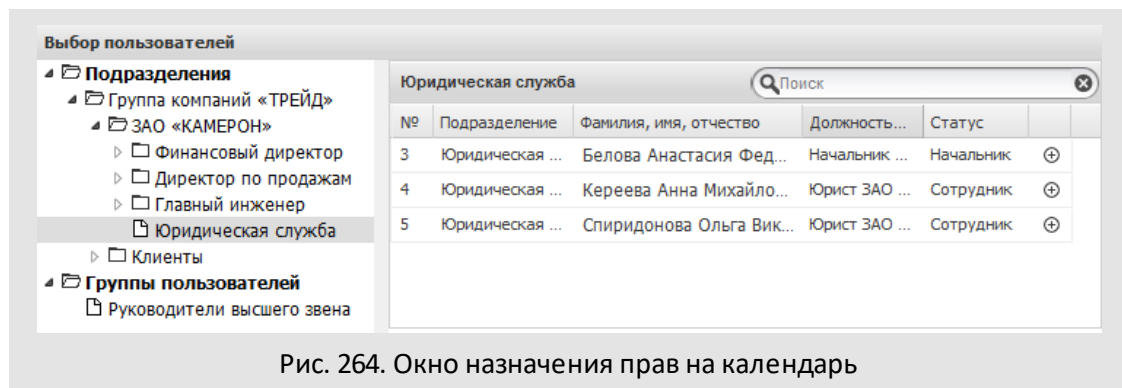 Выбор пользователей
Подразделения
Группа компаний «ТРЕЙД»
ЗАО «КАМЕРОН»
Финансовый директор
Директор по продажам
Главный инженер
Юридическая служба
Клиенты
Группы пользователей
Руководители высшего звена
Юридическая служба Поиск
№ Подразделение Фамилия, имя, отчество Должность... Статус
3 Юридическая ... Белова Анастасия Фед... Начальник ... Начальник
4 Юридическая ... Кереева Анна Михайло... Юрист ЗАО ... Сотрудник
5 Юридическая ... Спиридонова Ольга Вик... Юрист ЗАО ... Сотрудник
Рис. 264. Окно назначения прав на календарь